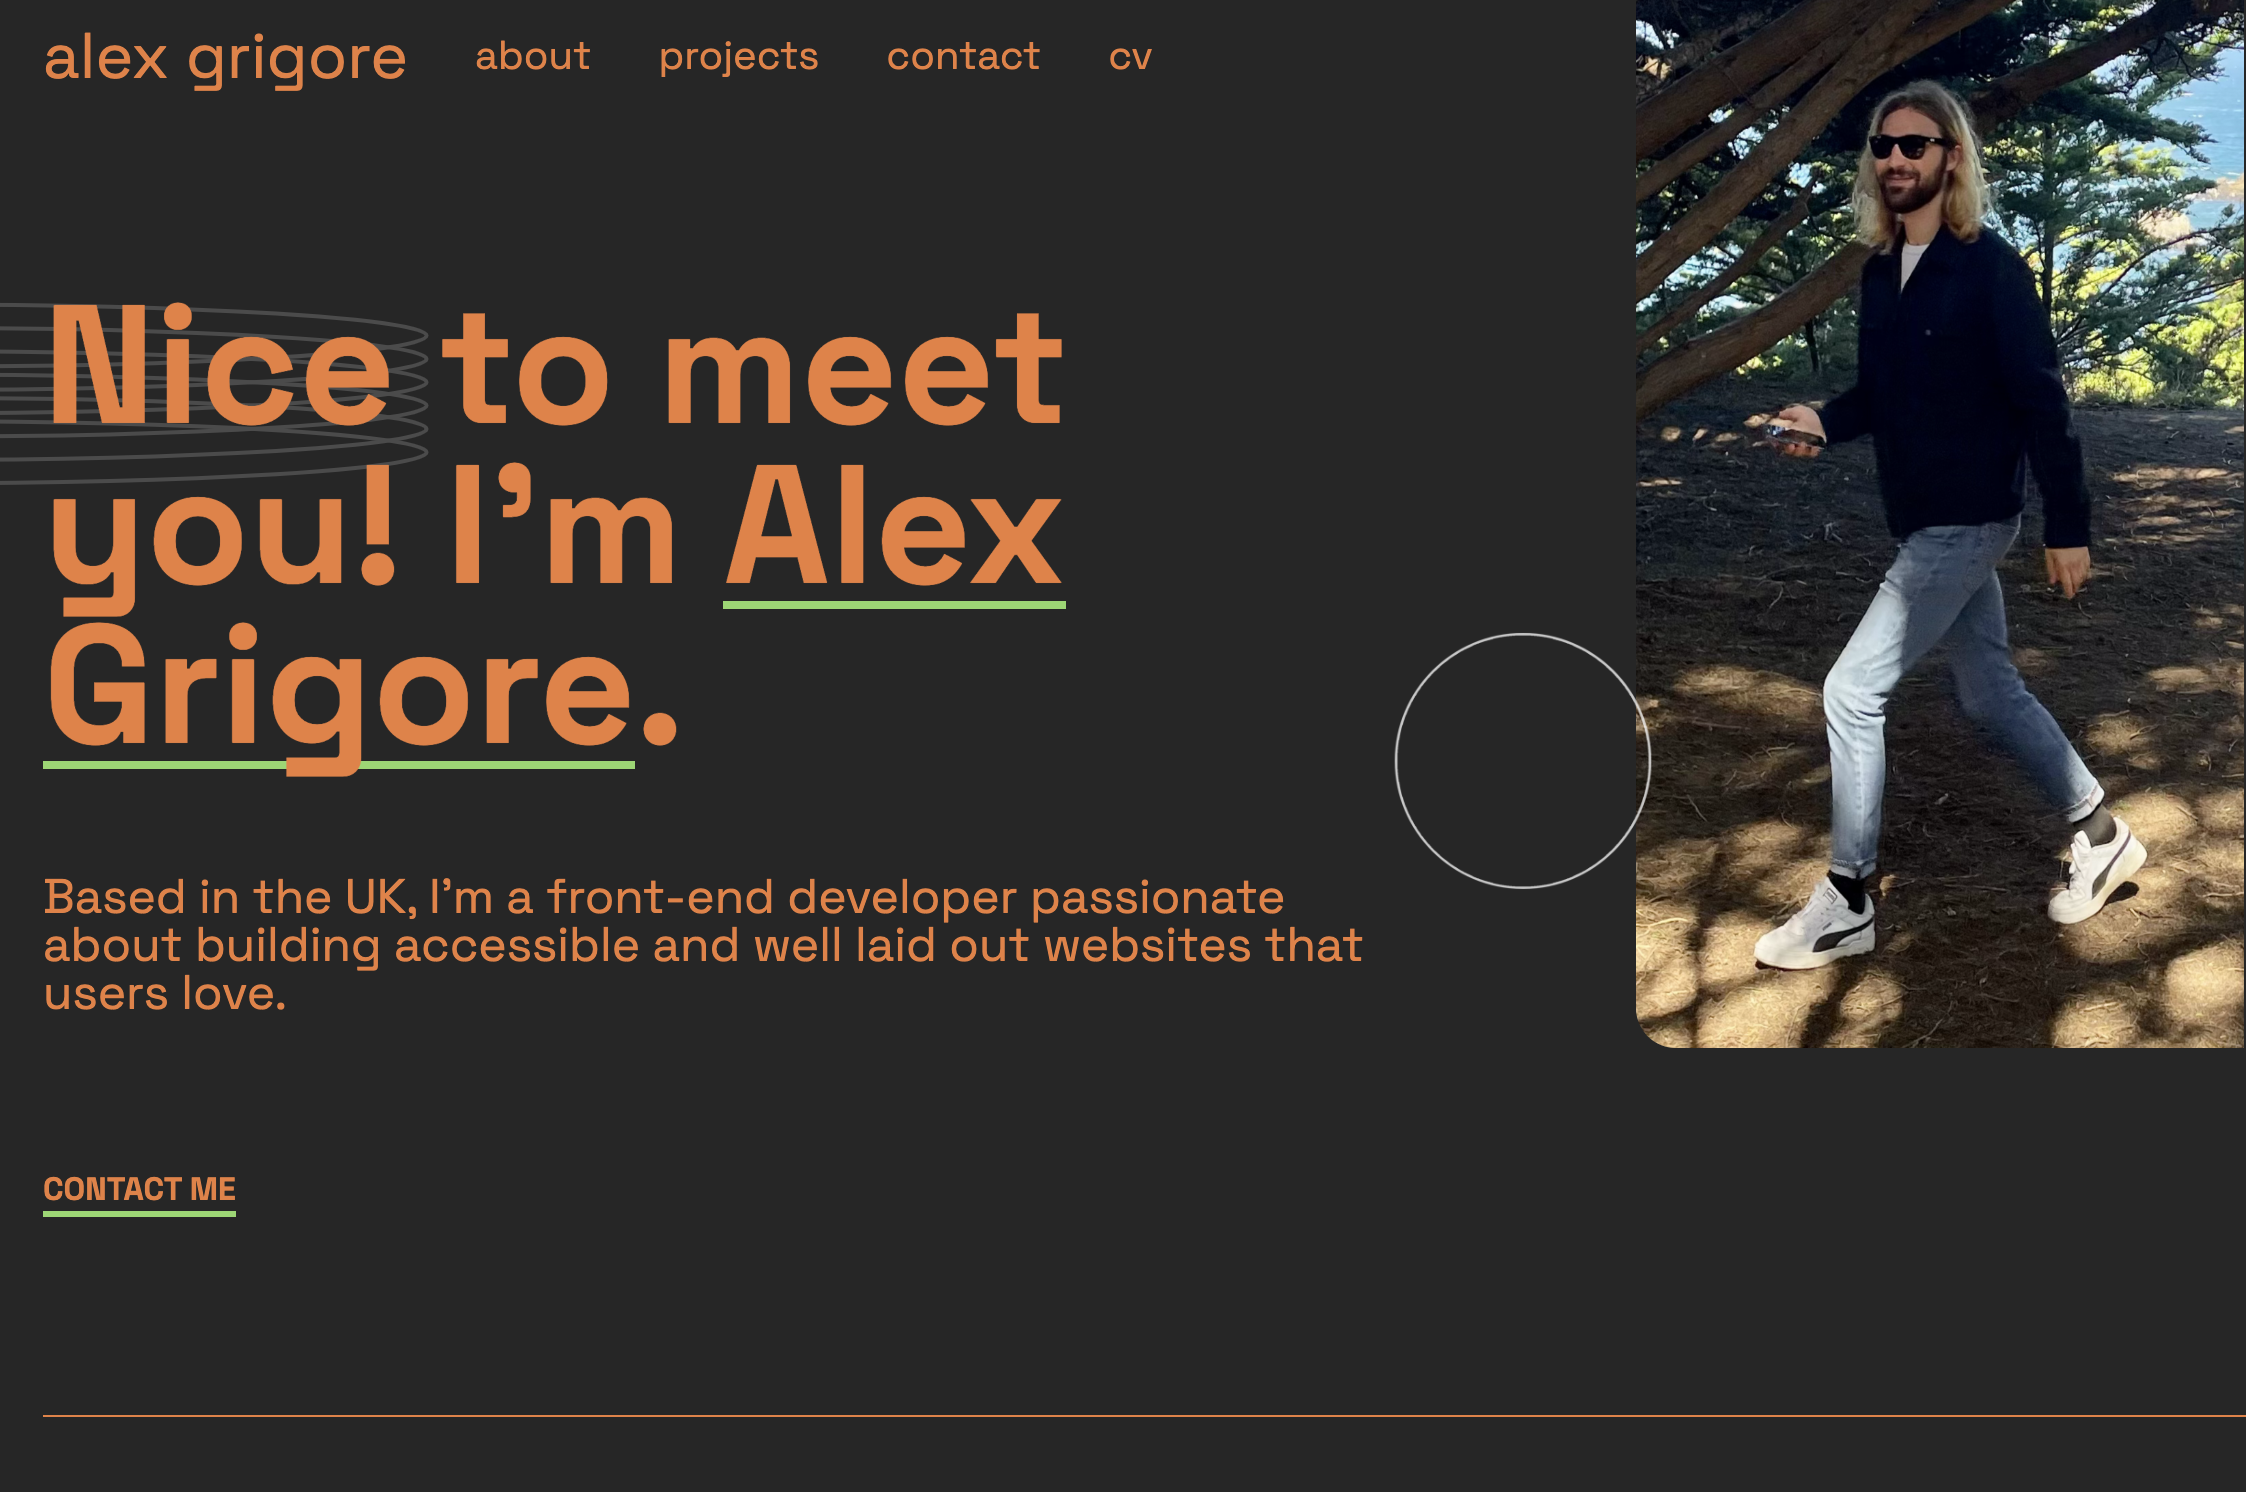 alex grigore about projects contact cv
Nice to meet
you! I’m Alex
Grigore.
Based in the UK, I’m a front-end developer passionate
about building accessible and well laid out websites that
users love.
CONTACT ME